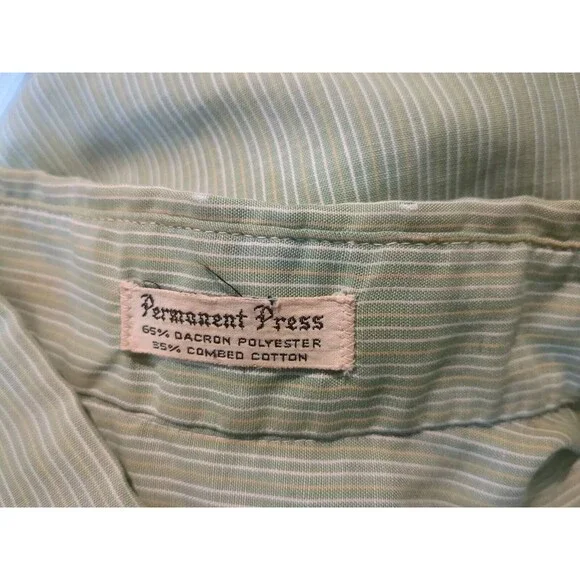 Permanent Press
65% DACRON POLYESTER
35% COMBED COTTON